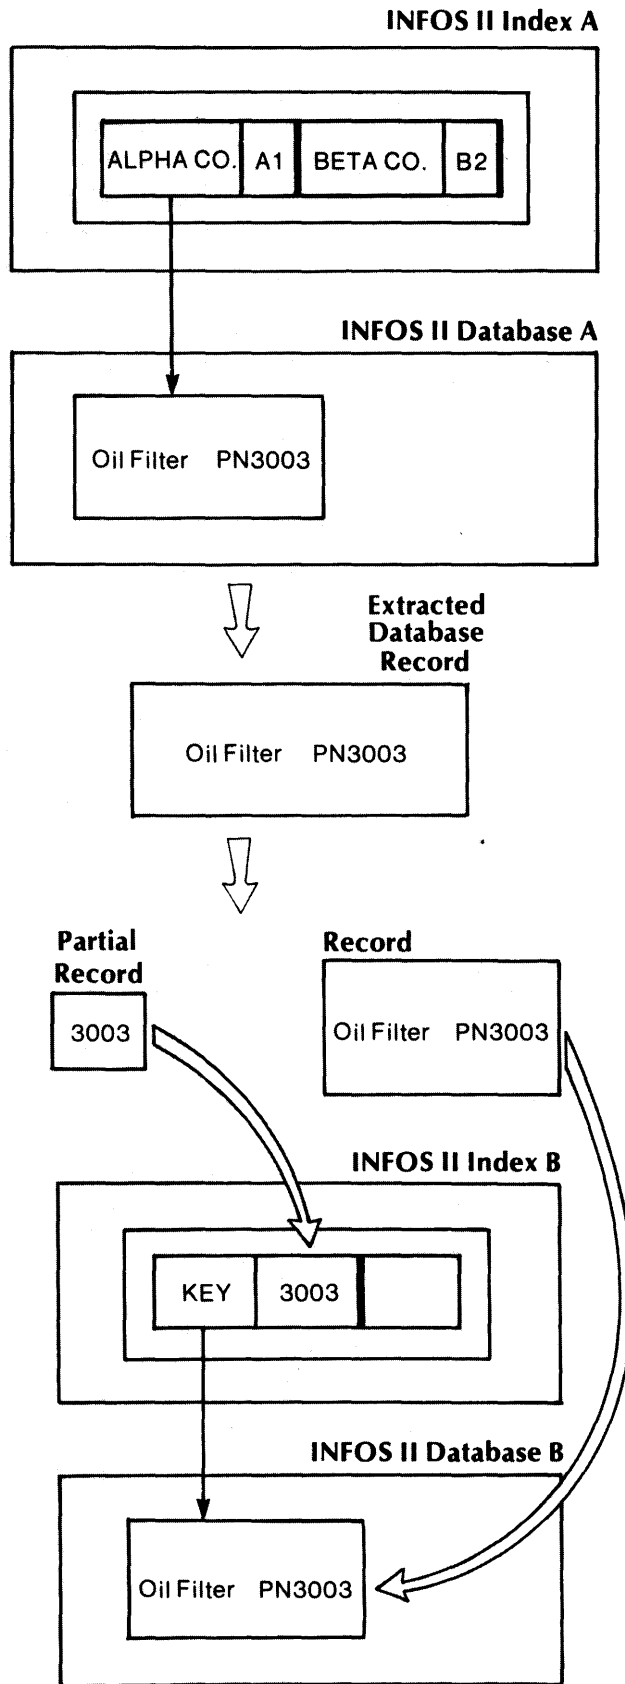 INFOS II Index A
ALPHA CO. A1 BETA CO. B2
INFOS II Database A
Oil Filter PN3003
Extracted
Database
Record
Oil Filter PN3003
Partial
Record
3003
Record
Oil Filter PN3003
INFOS II Index B
KEY 3003
INFOS II Database B
Oil Filter PN3003